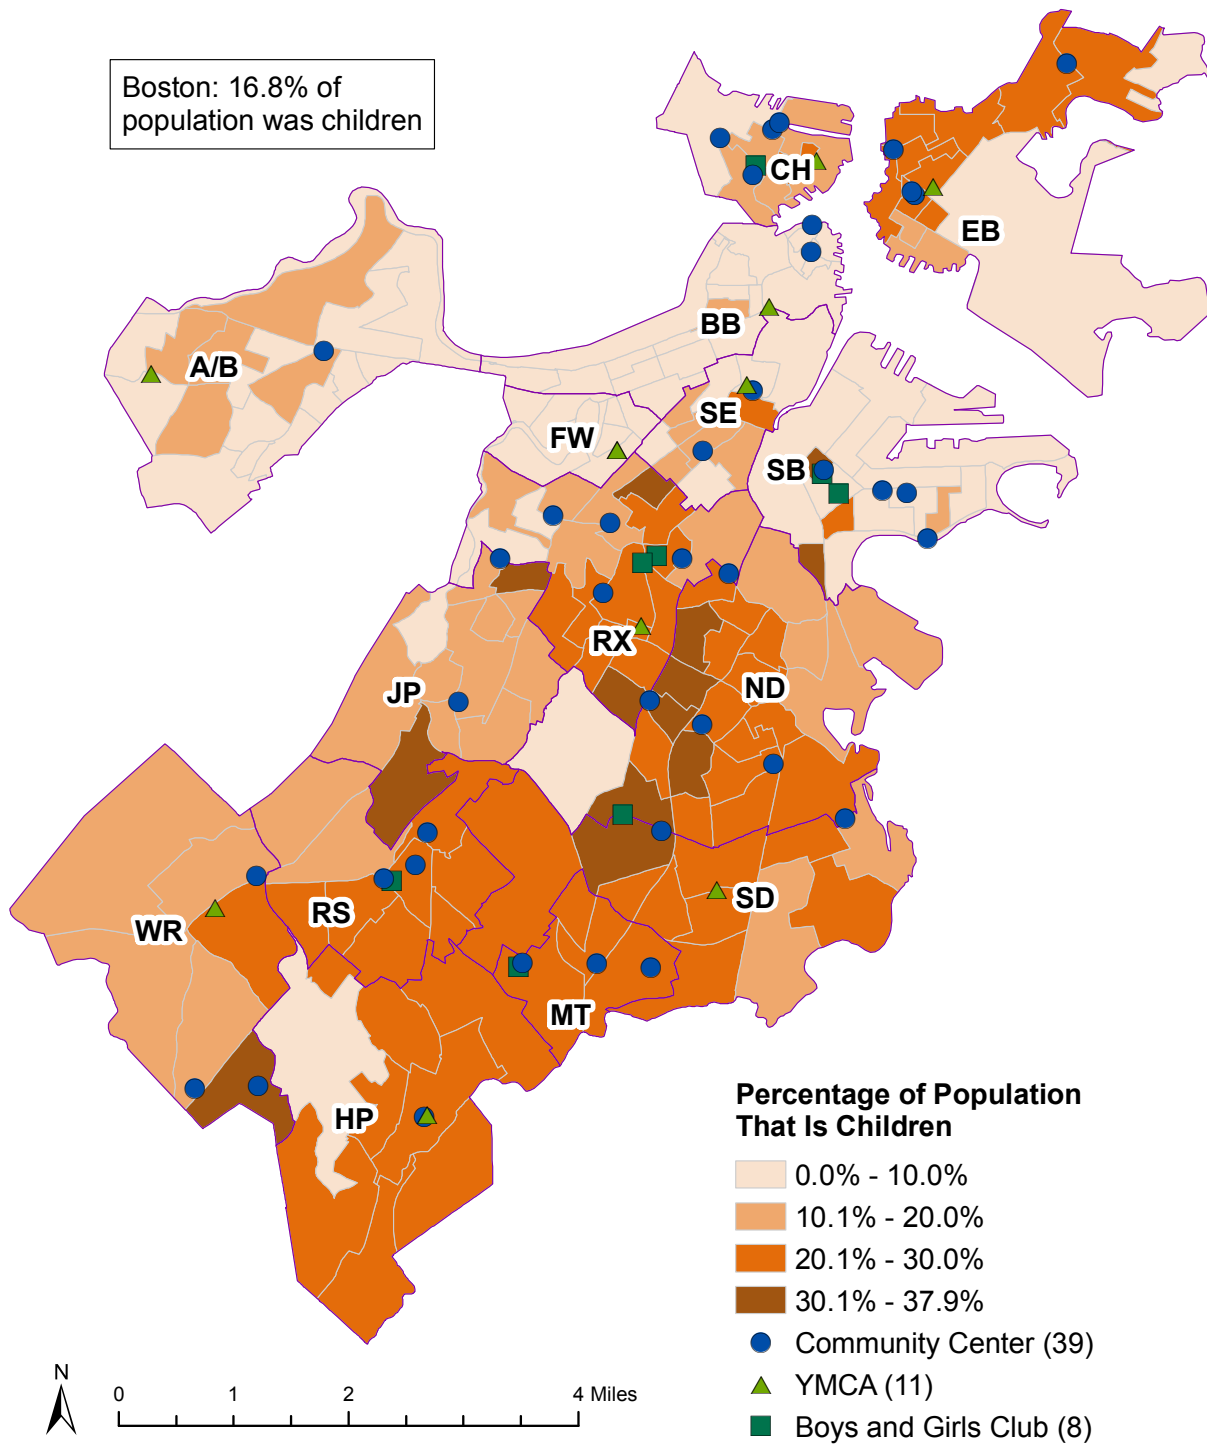 Boston: 16.8% of
population was children
CH
EB
BB
A/B
SE
FW
SB
RX
ND
JP
SD
RS
WR
MT
HP
Percentage of Population
That Is Children
0.0% - 10.0%
10.1% - 20.0%
20.1% - 30.0%
30.1% - 37.9%
Community Center (39)
YMCA (11)
Boys and Girls Club (8)
N
0 1 2 4 Miles